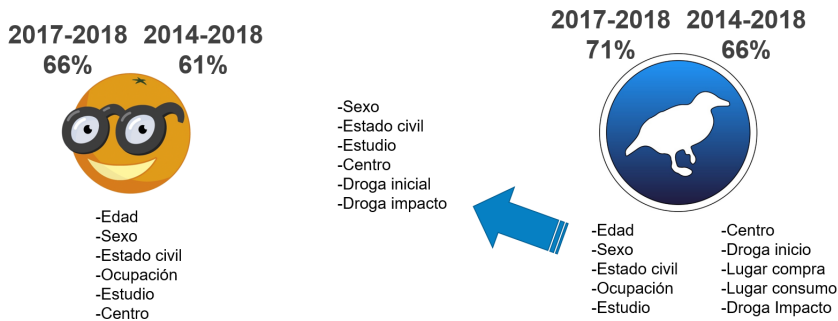 2017-2018 2014-2018
66% 61%
-Edad
-Sexo
-Estado civil
-Ocupación
-Estudio
-Centro
-Sexo
-Estado civil
-Estudio
-Centro
-Droga inicial
-Droga impacto
2017-2018 2014-2018
71% 66%
-Edad
-Sexo
-Estado civil
-Ocupación
-Estudio
-Centro
-Droga inicio
-Lugar compra
-Lugar consumo
-Droga Impacto